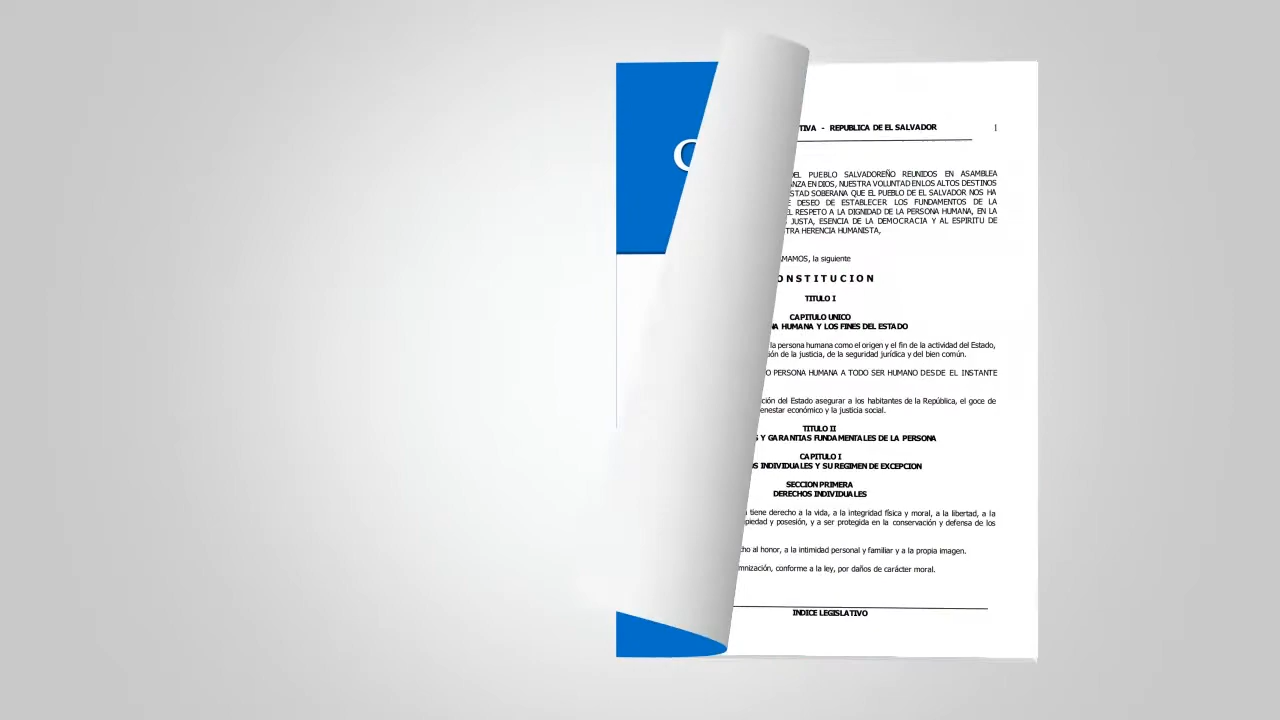 C
TIVA - REPUBLICA DE EL SALVADOR 1
DEL PUEBLO SALVADOREÑO REUNIDOS EN ASAMBLEA
NZA EN DIOS, NUESTRA VOLUNTAD EN LOS ALTOS DESTINOS
STAD SOBERANA QUE EL PUEBLO DE EL SALVADOR NOS HA
E DESEO DE ESTABLECER LOS FUNDAMENTOS DE LA
EL RESPETO A LA DIGNIDAD DE LA PERSONA HUMANA, EN LA
JUSTA, ESENCIA DE LA DEMOCRACIA Y AL ESPIRITU DE
TRA HERENCIA HUMANISTA,
AMAMOS, la siguiente
ONSTITUCION
TITULO I
CAPITULO UNICO
NA HUMANA Y LOS FINES DEL ESTADO
la persona humana como el origen y el fin de la actividad del Estado,
ión de la justicia, de la seguridad jurídica y del bien común.
O PERSONA HUMANA A TODO SER HUMANO DESDE EL INSTANTE
ción del Estado asegurar a los habitantes de la República, el goce de
enestar económico y la justicia social.
TITULO II
S Y GARANTIAS FUNDAMENTALES DE LA PERSONA
CAPITULO I
OS INDIVIDUALES Y SU REGIMEN DE EXCEPCION
SECCION PRIMERA
DERECHOS INDIVIDUALES
tiene derecho a la vida, a la integridad física y moral, a la libertad, a la
piedad y posesión, y a ser protegida en la conservación y defensa de los
cho al honor, a la intimidad personal y familiar y a la propia imagen.
mnización, conforme a la ley, por daños de carácter moral.
INDICE LEGISLATIVO